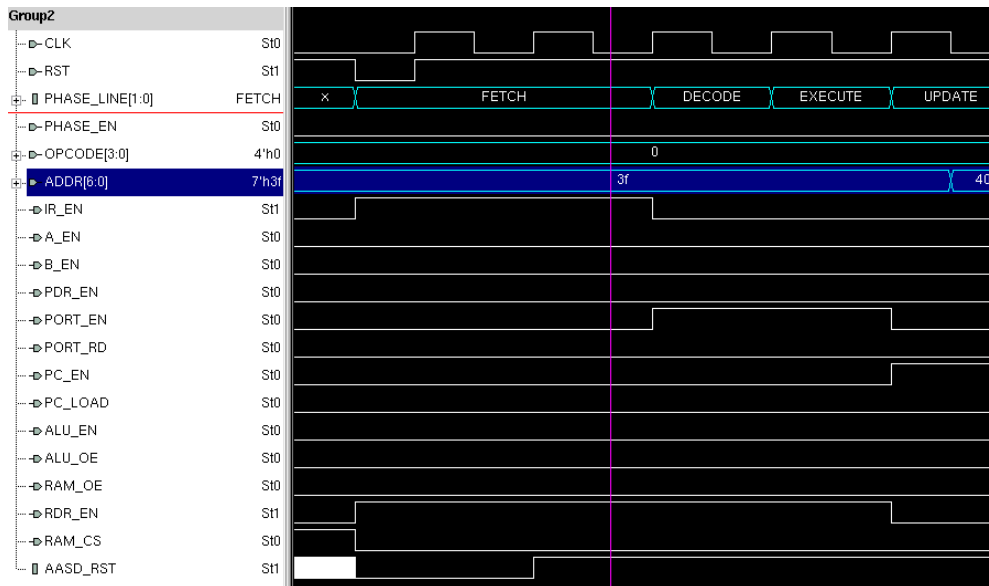 Group2
CLK St0
RST St1
PHASE_LINE[1:0] FETCH x FETCH DECODE EXECUTE UPDATE
PHASE_EN St0
OPCODE[3:0] 4'h0 0
ADDR[6:0] 7'h3f 3f 40
IR_EN St1
A_EN St0
B_EN St0
PDR_EN St0
PORT_EN St0
PORT_RD St0
PC_EN St0
PC_LOAD St0
ALU_EN St0
ALU_OE St0
RAM_OE St0
RDR_EN St1
RAM_CS St0
AASD_RST St1